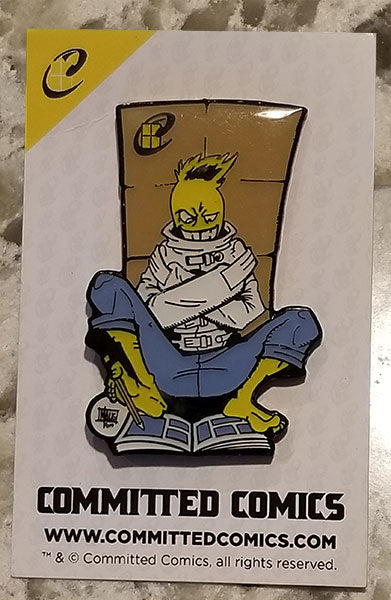 COMMITTED COMICS
WWW.COMMITTEDCOMICS.COM
™ & © Committed Comics, all rights reserved.